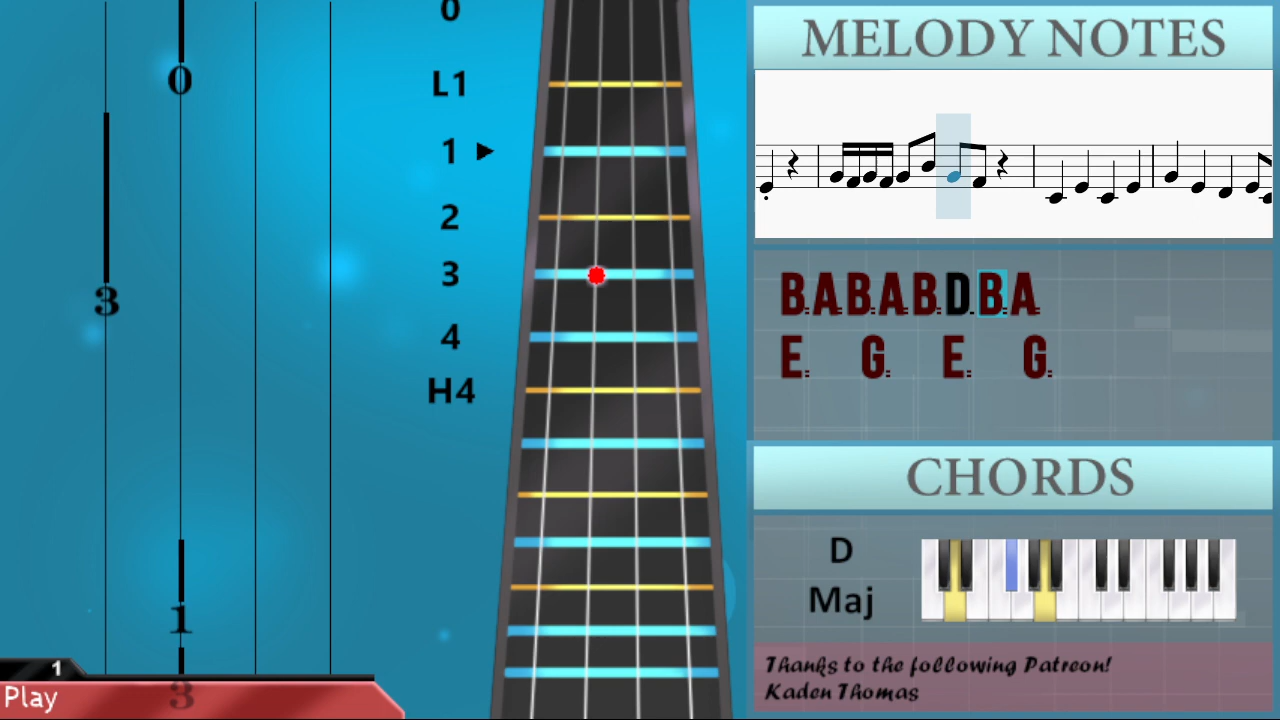 0
0
L1
1 ►
2
3
3
4
H4
1
1
Play
3
MELODY NOTES
B.. A.. B.. A.. B.. D. B.. A..
E. G.. E.. G..
CHORDS
D
Maj
Thanks to the following Patreon!
Kaden Thomas